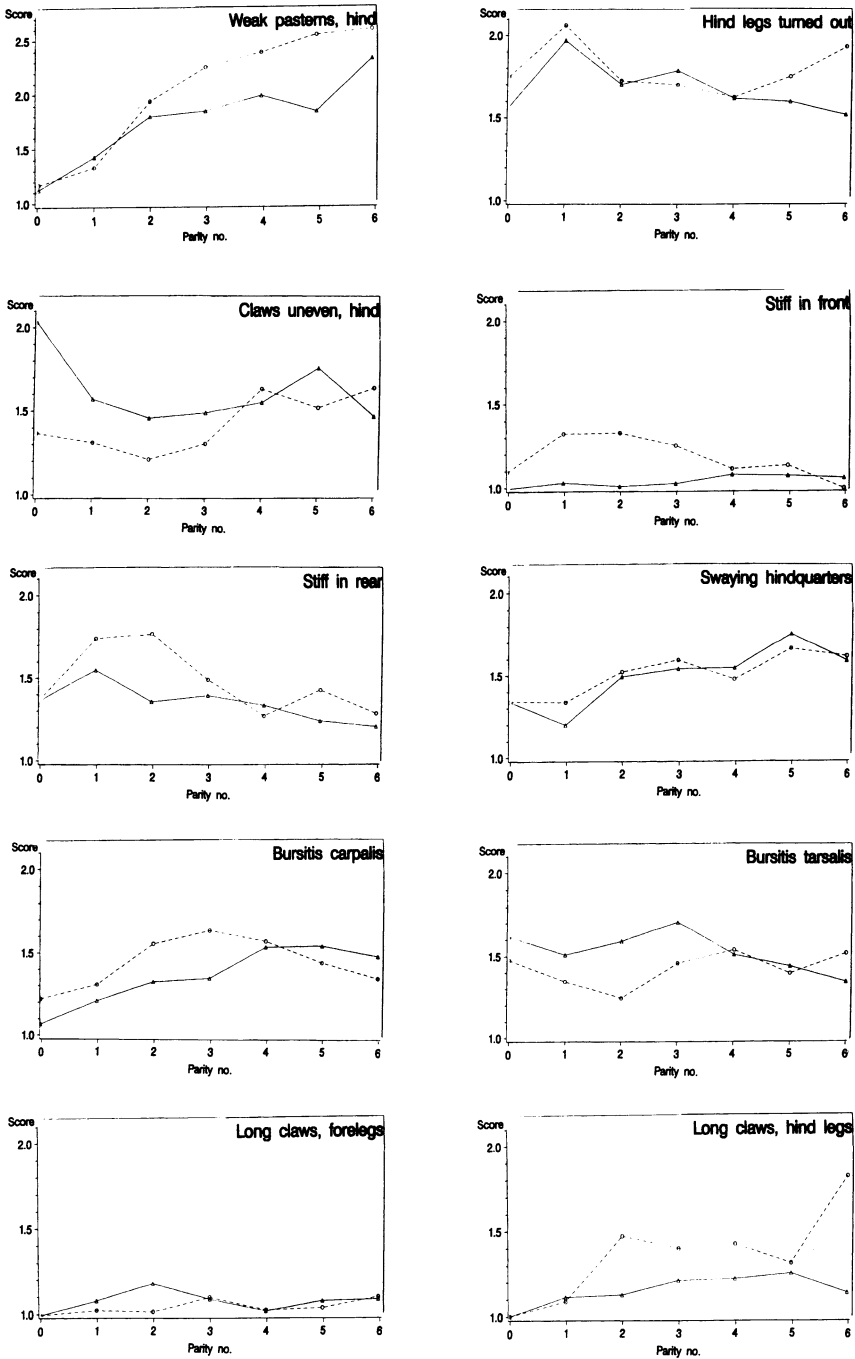 Score
Weak pasterns, hind
2.5
2.0
1.5
1.0
0 1 2 3 4 5 6
Parity no.
Hind legs turned out
2.0
1.5
1.0
0 1 2 3 4 5 6
Parity no.
Score
Claws uneven, hind
2.0
1.5
1.0
0 1 2 3 4 5 6
Parity no.
Score
Stiff in front
2.0
1.5
1.0
0 1 2 3 4 5 6
Parity no.
Score
Stiff in rear
2.0
1.5
1.0
0 1 2 3 4 5 6
Parity no.
Score
Swaying hindquarters
2.0
1.5
1.0
0 1 2 3 4 5 6
Parity no.
Score
Bursitis carpalis
2.0
1.5
1.0
0 1 2 3 4 5 6
Parity no.
Score
Bursitis tarsalis
2.0
1.5
1.0
0 1 2 3 4 5 6
Parity no.
Score
Long claws, forelegs
2.0
1.5
1.0
0 1 2 3 4 5 6
Parity no.
Score
Long claws, hind legs
2.0
1.5
1.0
0 1 2 3 4 5 6
Parity no.